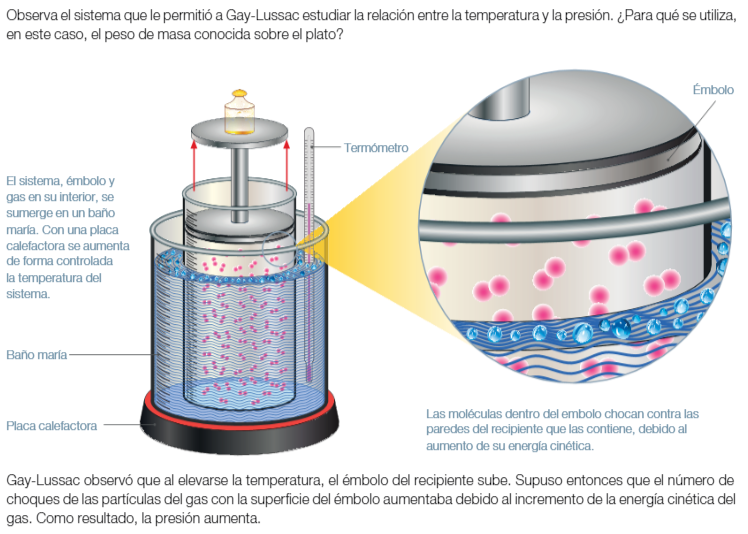 Observa el sistema que le permitió a Gay-Lussac estudiar la relación entre la temperatura y la presión. ¿Para qué se utiliza,
en este caso, el peso de masa conocida sobre el plato?
Émbolo
Termómetro
El sistema, émbolo y
gas en su interior, se
sumerge en un baño
maría. Con una placa
calefactora se aumenta
de forma controlada
la temperatura del
sistema.
Baño maría
Placa calefactora
Las moléculas dentro del embolo chocan contra las
paredes del recipiente que las contiene, debido al
aumento de su energía cinética.
Gay-Lussac observó que al elevarse la temperatura, el émbolo del recipiente sube. Supuso entonces que el número de
choques de las partículas del gas con la superficie del émbolo aumentaba debido al incremento de la energía cinética del
gas. Como resultado, la presión aumenta.